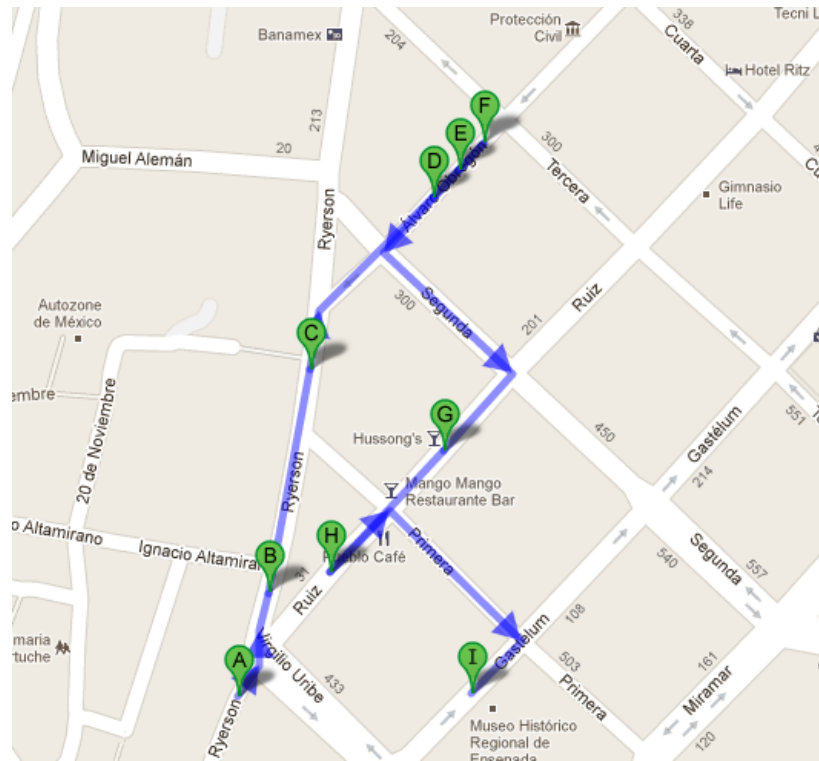 Protección
Civil
Tecni L
Banamex
204
338
Cuarta
Hotel Ritz
213
20
Miguel Alemán
F
E
D
300
Tercera
Álvaro Obregón
Gimnasio
Life
Ryerson
Autozone
de México
300
Segunda
201
Ruiz
C
embre
20 de Noviembre
G
Hussong's
450
551
Gastélum
214
Ryerson
Mango Mango
Restaurante Bar
o Altamirano
Ignacio Altamirano
B
H
Pueblo Café
Primera
Ruiz
540
Segunda
557
108
maria
rtuche
A
Virgilio Uribe
I
Gastélum
503
Primera
161
Miramar
433
Ryerson
Museo Histórico
Regional de
Ensenada
120